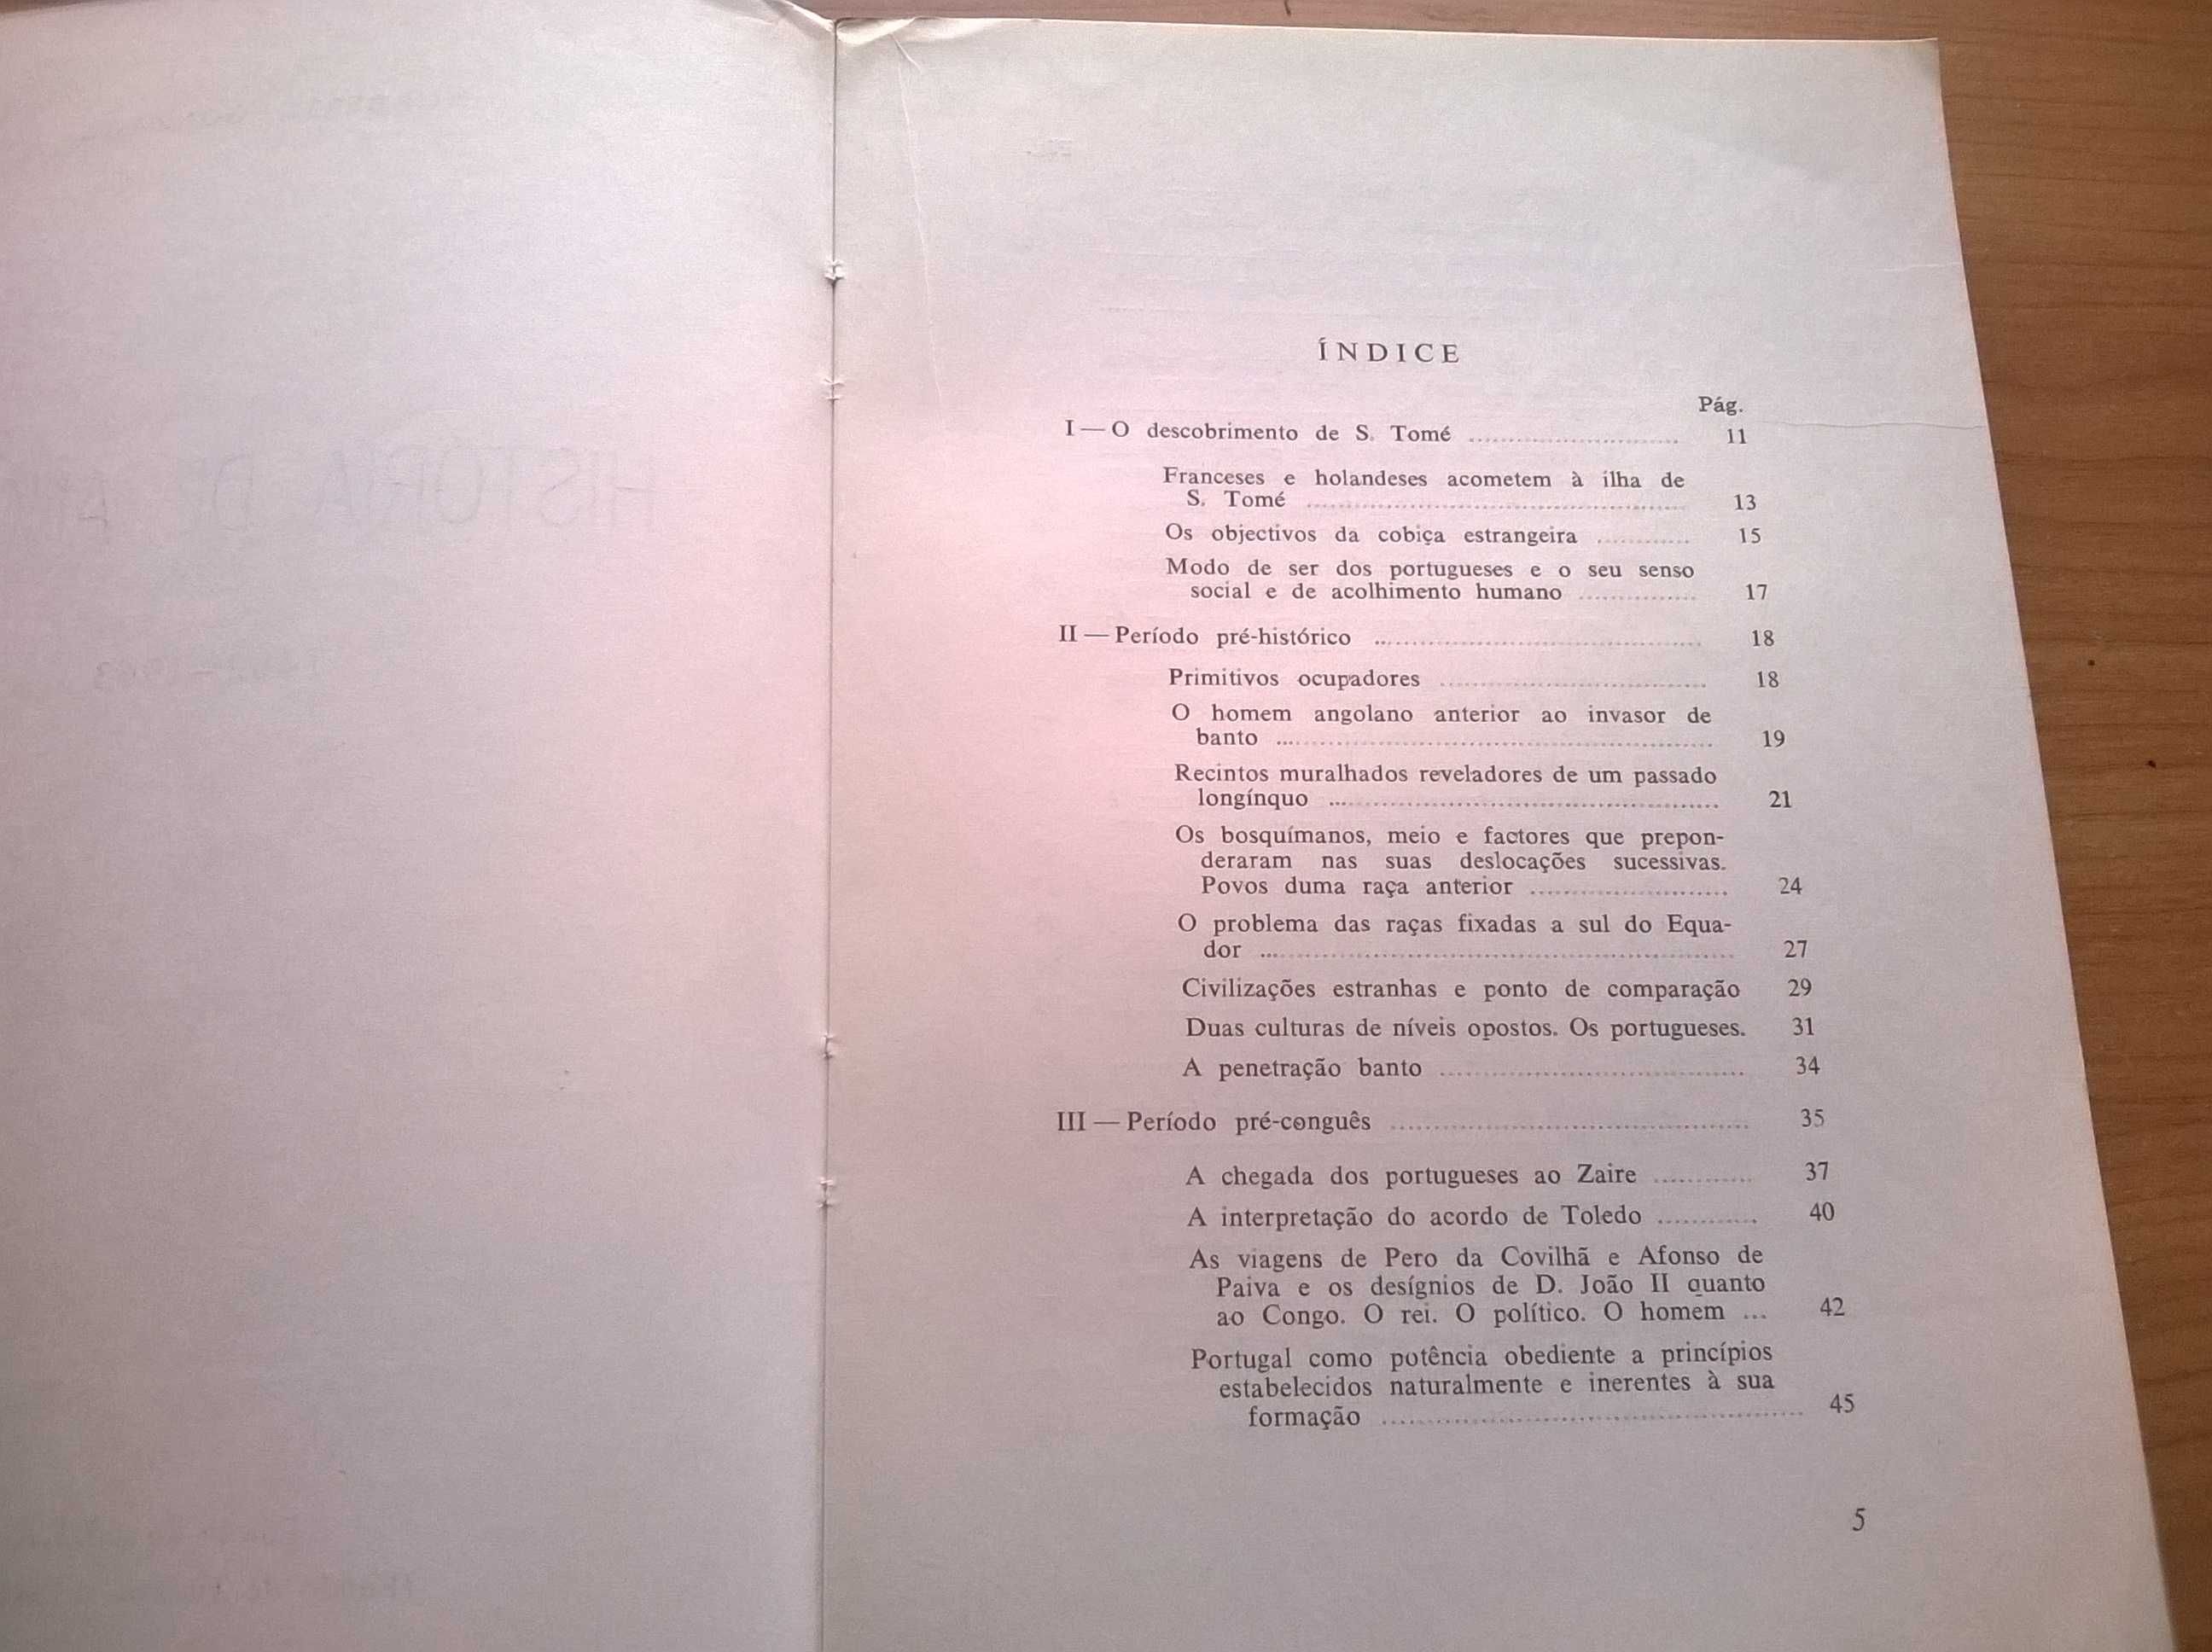 ÍNDICE
Pág.
I — O descobrimento de S. Tomé .............................. 11
Franceses e holandeses acometem à ilha de
S. Tomé .............................. 13
Os objectivos da cobiça estrangeira ............ 15
Modo de ser dos portugueses e o seu senso
social e de acolhimento humano ............... 17
II — Período pré-histórico .............................. 18
Primitivos ocupadores .............................. 18
O homem angolano anterior ao invasor de
banto .............................. 19
Recintos muralhados reveladores de um passado
longínquo .............................. 21
Os bosquímanos, meio e factores que prepon-
deraram nas suas deslocações sucessivas.
Povos duma raça anterior ........................ 24
O problema das raças fixadas a sul do Equa-
dor .............................. 27
Civilizações estranhas e ponto de comparação 29
Duas culturas de níveis opostos. Os portugueses. 31
A penetração banto .............................. 34
III — Período pré-conguês .............................. 35
A chegada dos portugueses ao Zaire ............ 37
A interpretação do acordo de Toledo ............ 40
As viagens de Pero da Covilhã e Afonso de
Paiva e os desígnios de D. João II quanto
ao Congo. O rei. O político. O homem ... 42
Portugal como potência obediente a princípios
estabelecidos naturalmente e inerentes à sua
formação .............................. 45
5